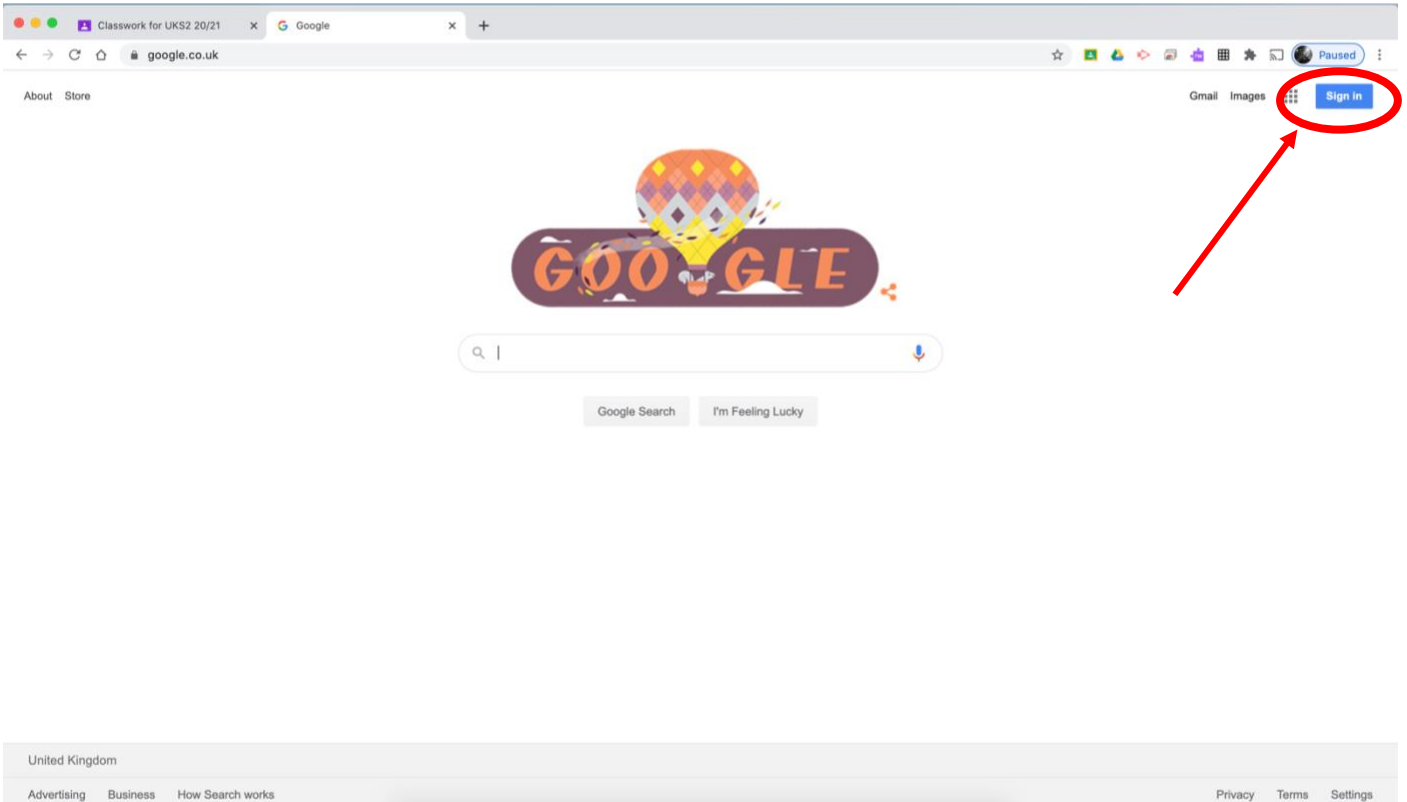 Classwork for UKS2 20/21 Google
google.co.uk Paused
About Store Gmail Images Sign in
GOOGLE
Google Search I'm Feeling Lucky
United Kingdom
Advertising Business How Search works Privacy Terms Settings